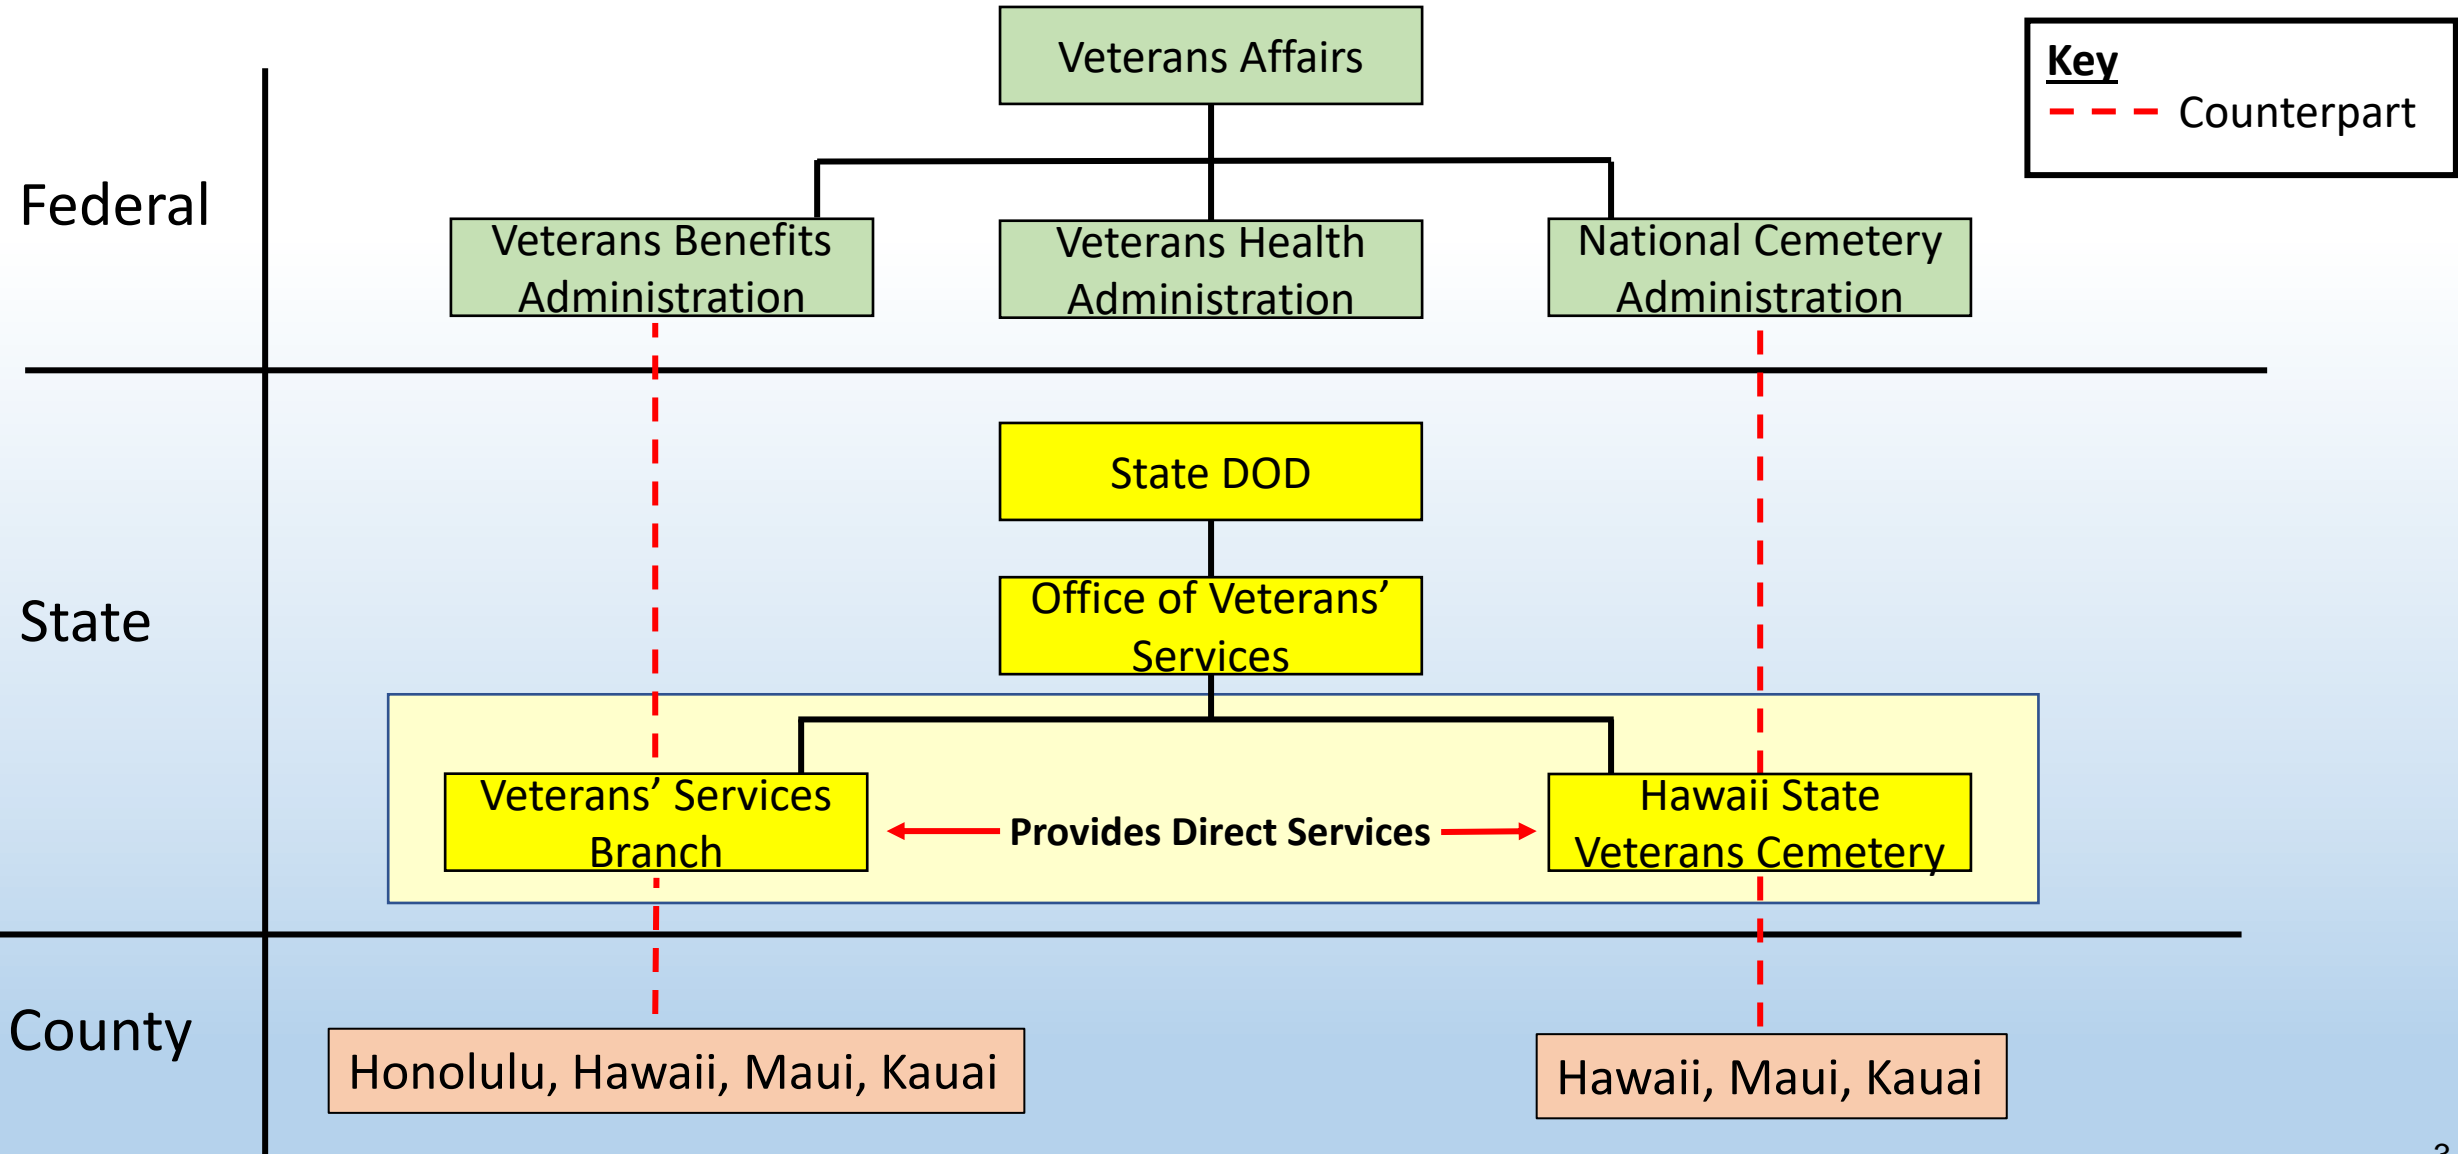 Veterans Affairs
Key
Counterpart
Federal
Veterans Benefits
Administration
Veterans Health
Administration
National Cemetery
Administration
State DOD
Office of Veterans’
Services
State
Veterans’ Services
Branch
Provides Direct Services
Hawaii State
Veterans Cemetery
County
Honolulu, Hawaii, Maui, Kauai
Hawaii, Maui, Kauai